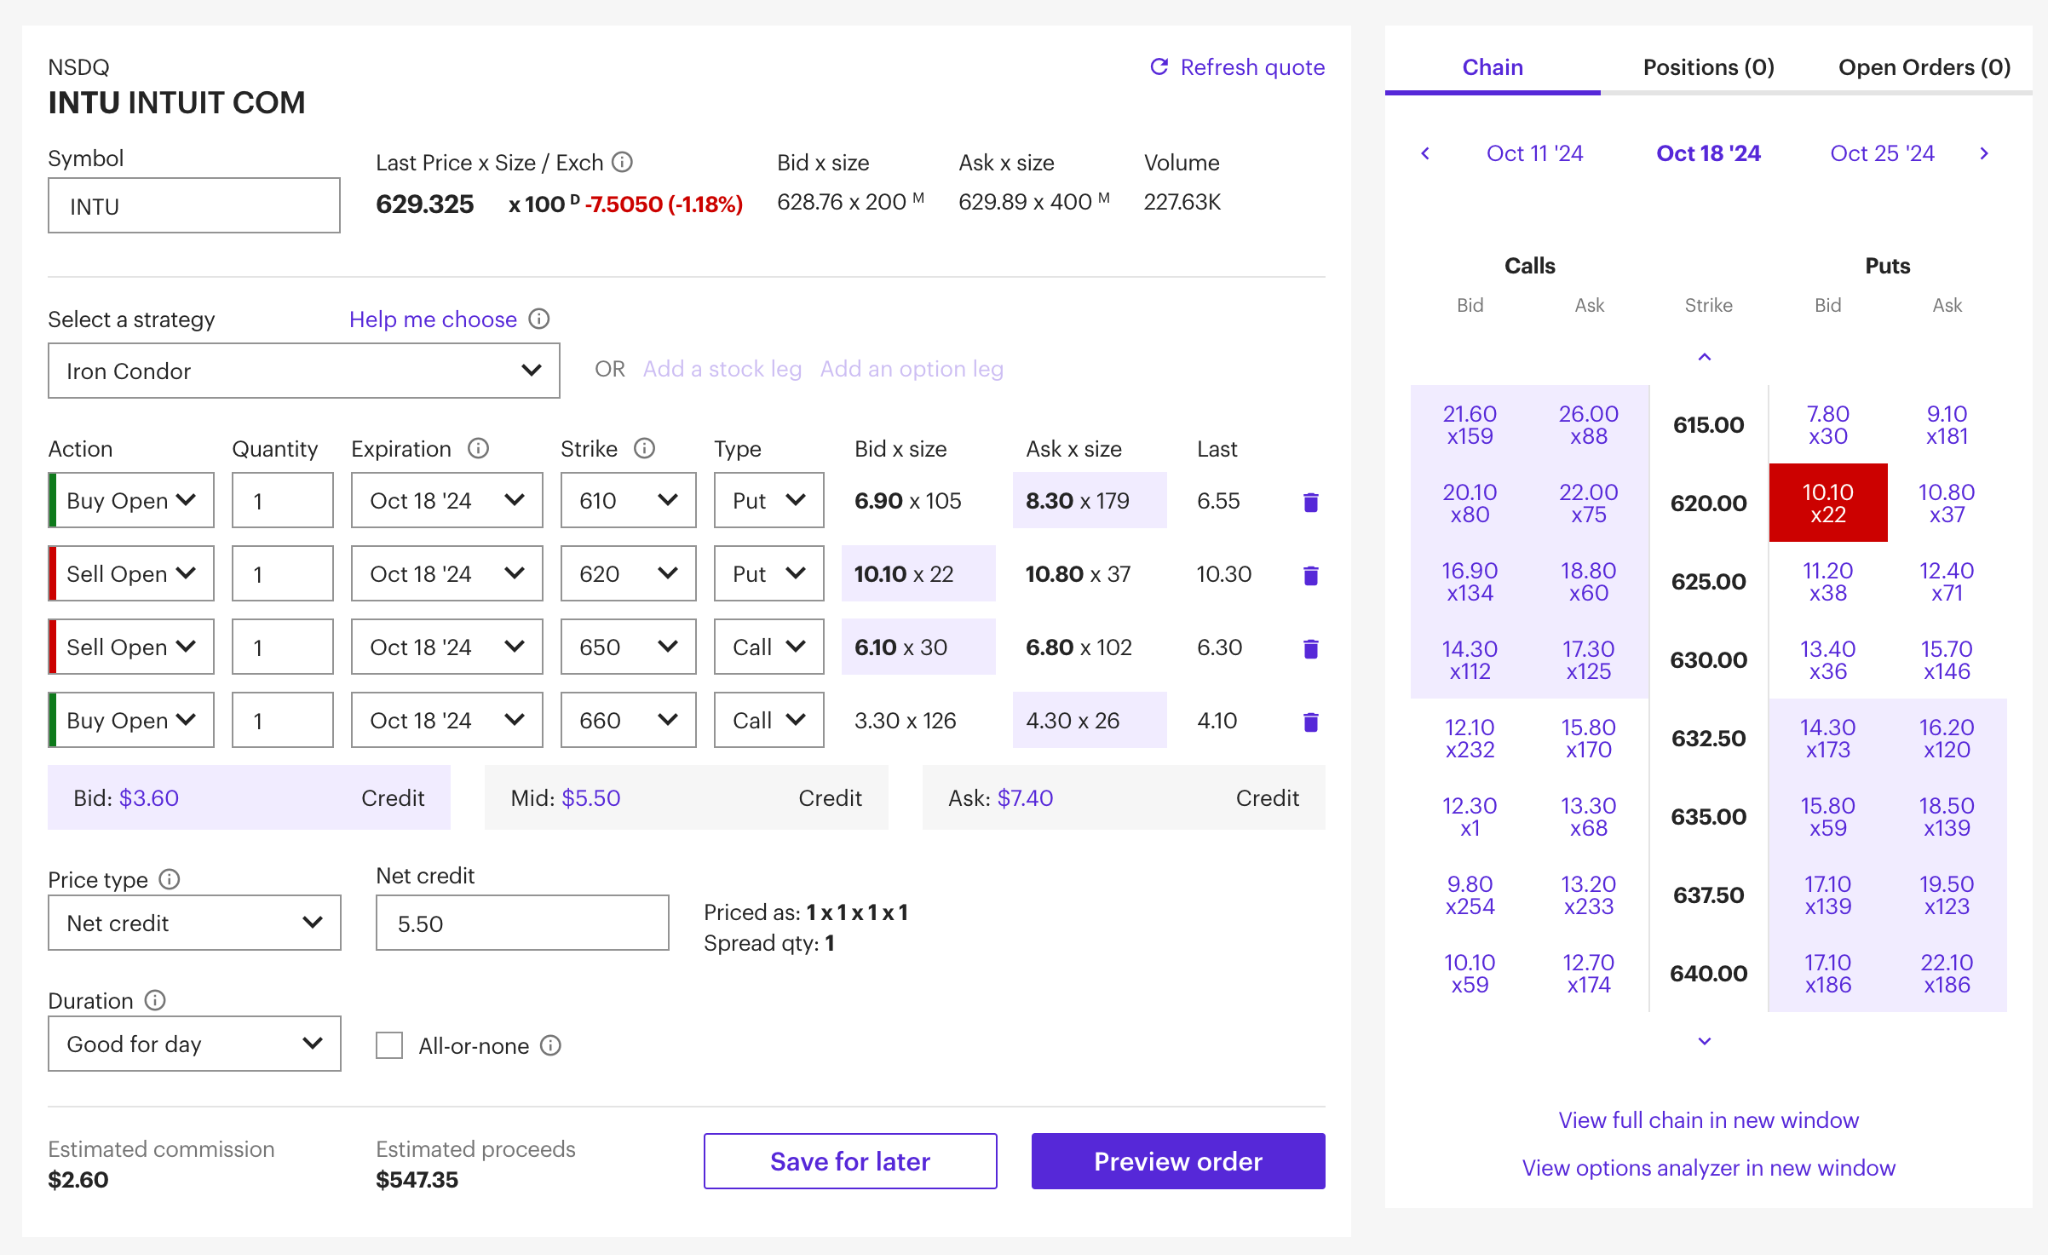 NSDQ
INTU INTUIT COM
Refresh quote
Symbol
INTU
Last Price x Size / Exch
629.325 x 100 D -7.5050 (-1.18%)
Bid x size
628.76 x 200 M
Ask x size
629.89 x 400 M
Volume
227.63K
Select a strategy
Help me choose
Iron Condor
OR Add a stock leg Add an option leg
Action Quantity Expiration Strike Type Bid x size Ask x size Last
Buy Open 1 Oct 18 '24 610 Put 6.90 x 105 8.30 x 179 6.55
Sell Open 1 Oct 18 '24 620 Put 10.10 x 22 10.80 x 37 10.30
Sell Open 1 Oct 18 '24 650 Call 6.10 x 30 6.80 x 102 6.30
Buy Open 1 Oct 18 '24 660 Call 3.30 x 126 4.30 x 26 4.10
Bid: $3.60 Credit
Mid: $5.50 Credit
Ask: $7.40 Credit
Price type
Net credit
Net credit
5.50
Priced as: 1 x 1 x 1 x 1
Spread qty: 1
Duration
Good for day
All-or-none
Estimated commission
$2.60
Estimated proceeds
$547.35
Save for later
Preview order
Chain
Positions (0)
Open Orders (0)
Oct 11 '24
Oct 18 '24
Oct 25 '24
Calls Puts
Bid Ask Strike Bid Ask
21.60 26.00 615.00 7.80 9.10
x159 x88 x30 x181
20.10 22.00 620.00 10.10 10.80
x80 x75 x22 x37
16.90 18.80 625.00 11.20 12.40
x134 x60 x38 x71
14.30 17.30 630.00 13.40 15.70
x112 x125 x36 x146
12.10 15.80 632.50 14.30 16.20
x232 x170 x173 x120
12.30 13.30 635.00 15.80 18.50
x1 x68 x59 x139
9.80 13.20 637.50 17.10 19.50
x254 x233 x139 x123
10.10 12.70 640.00 17.10 22.10
x59 x174 x186 x186
View full chain in new window
View options analyzer in new window